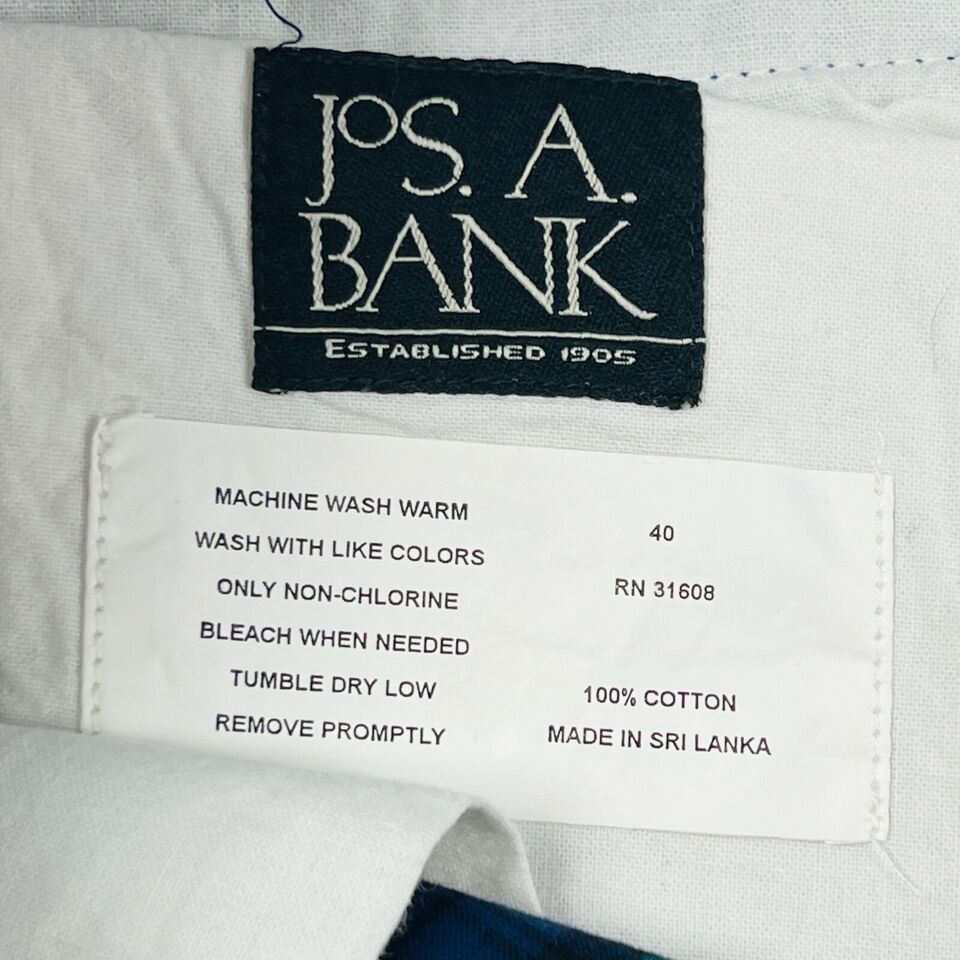 JOS. A.
BANK
ESTABLISHED 1905
MACHINE WASH WARM
WASH WITH LIKE COLORS
ONLY NON-CHLORINE
BLEACH WHEN NEEDED
TUMBLE DRY LOW
REMOVE PROMPTLY
40
RN 31608
100% COTTON
MADE IN SRI LANKA